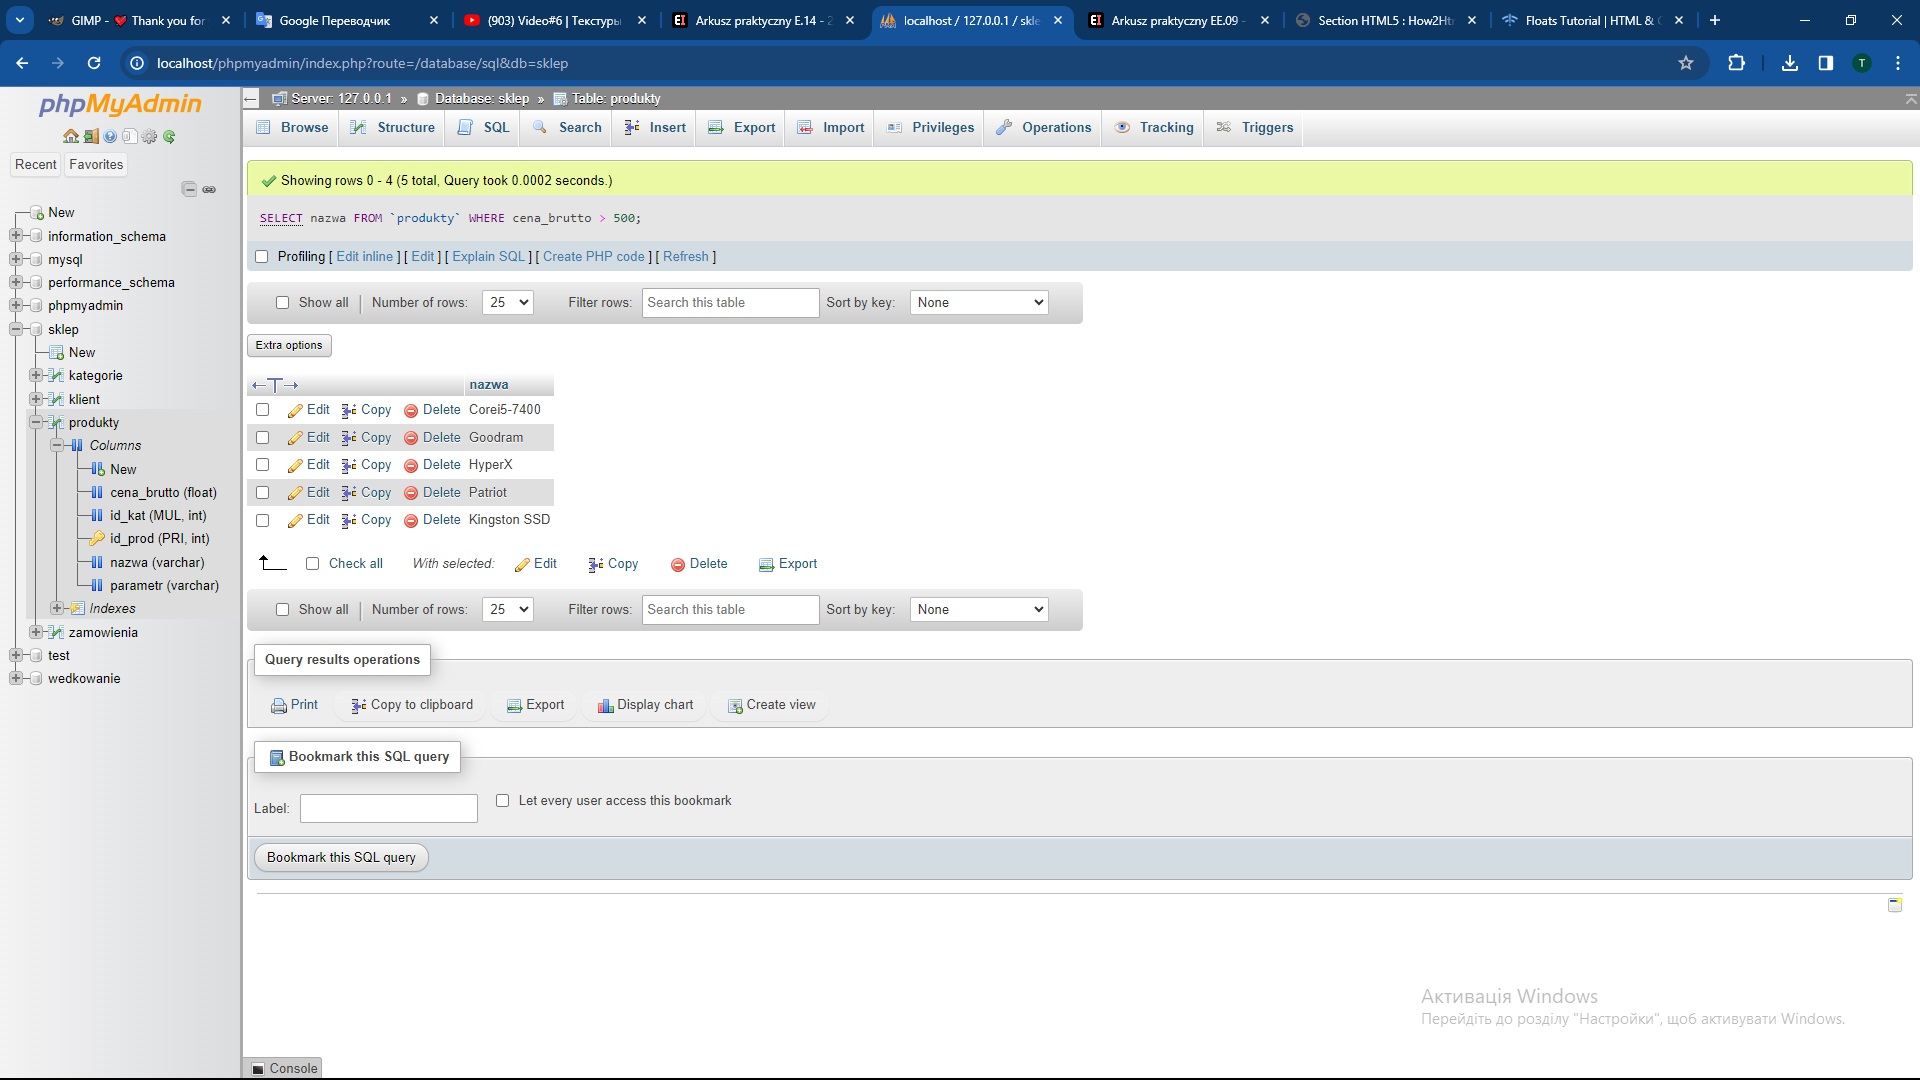 GIMP - ❤️ Thank you for
Google Переводчик
(903) Video#6 | Текстуры
Arkusz praktyczny E.14 - 2
localhost / 127.0.0.1 / skle
Arkusz praktyczny EE.09 -
Section HTML5 : How2Ht
Floats Tutorial | HTML &
localhost/phpmyadmin/index.php?route=/database/sql&db=sklep
T
phpMyAdmin
Recent Favorites
New
information_schema
mysql
performance_schema
phpmyadmin
sklep
New
kategorie
klient
produkty
Columns
New
cena_brutto (float)
id_kat (MUL, int)
id_prod (PRI, int)
nazwa (varchar)
parametr (varchar)
Indexes
zamowienia
test
wedkowanie
Server: 127.0.0.1 » Database: sklep » Table: produkty
Browse Structure SQL Search Insert Export Import Privileges Operations Tracking Triggers
Showing rows 0 - 4 (5 total, Query took 0.0002 seconds.)
SELECT nazwa FROM `produkty` WHERE cena_brutto > 500;
Profiling [ Edit inline ] [ Edit ] [ Explain SQL ] [ Create PHP code ] [ Refresh ]
Show all | Number of rows: 25 Filter rows: Search this table Sort by key: None
Extra options
←T→ nazwa
Edit Copy Delete Corei5-7400
Edit Copy Delete Goodram
Edit Copy Delete HyperX
Edit Copy Delete Patriot
Edit Copy Delete Kingston SSD
Check all With selected: Edit Copy Delete Export
Show all | Number of rows: 25 Filter rows: Search this table Sort by key: None
Query results operations
Print Copy to clipboard Export Display chart Create view
Bookmark this SQL query
Label: Let every user access this bookmark
Bookmark this SQL query
Активація Windows
Перейдіть до розділу "Настройки", щоб активувати Windows.
Console